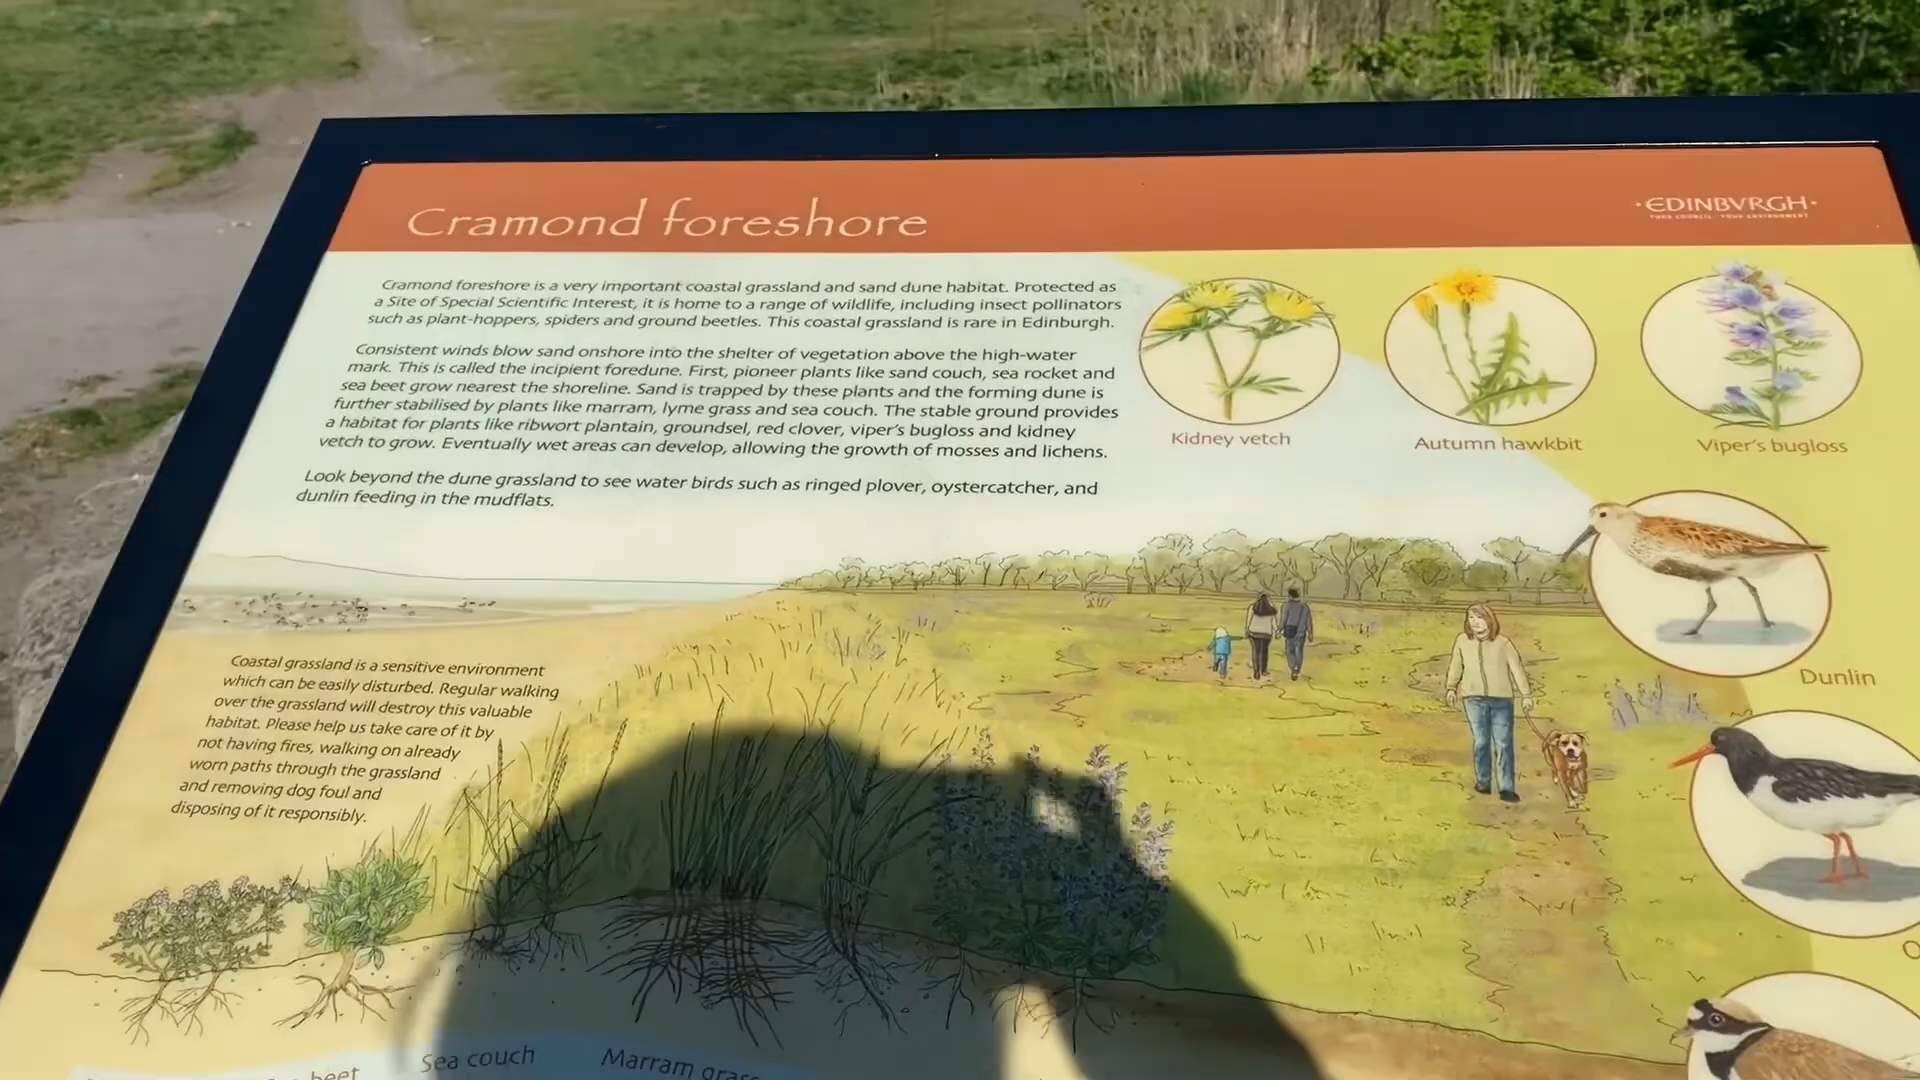 Cramond foreshore
·EDINBVRGH·
YOUR COUNCIL · YOUR ENVIRONMENT
Cramond foreshore is a very important coastal grassland and sand dune habitat. Protected as
a Site of Special Scientific Interest, it is home to a range of wildlife, including insect pollinators
such as plant-hoppers, spiders and ground beetles. This coastal grassland is rare in Edinburgh.
Consistent winds blow sand onshore into the shelter of vegetation above the high-water
mark. This is called the incipient foredune. First, pioneer plants like sand couch, sea rocket and
sea beet grow nearest the shoreline. Sand is trapped by these plants and the forming dune is
further stabilised by plants like marram, lyme grass and sea couch. The stable ground provides
a habitat for plants like ribwort plantain, groundsel, red clover, viper's bugloss and kidney
vetch to grow. Eventually wet areas can develop, allowing the growth of mosses and lichens.
Look beyond the dune grassland to see water birds such as ringed plover, oystercatcher, and
dunlin feeding in the mudflats.
Kidney vetch
Autumn hawkbit
Viper's bugloss
Dunlin
Coastal grassland is a sensitive environment
which can be easily disturbed. Regular walking
over the grassland will destroy this valuable
habitat. Please help us take care of it by
not having fires, walking on already
worn paths through the grassland
and removing dog foul and
disposing of it responsibly.
beet
Sea couch
Marram grass